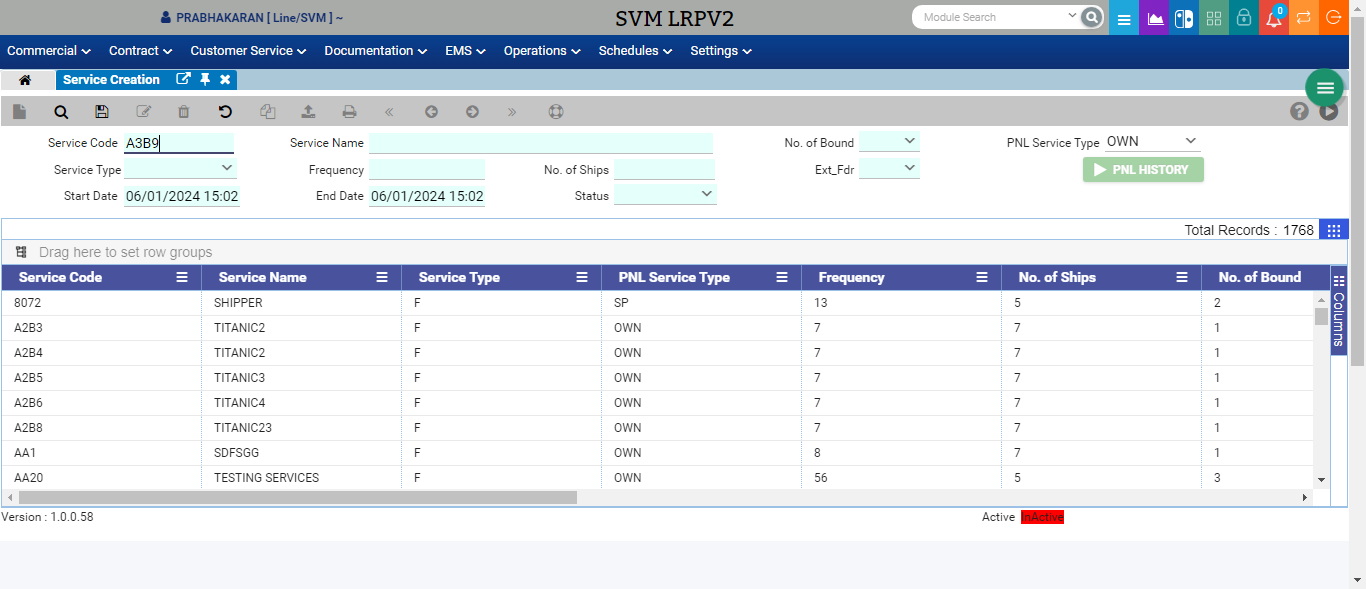 PRABHAKARAN [ Line/SVM ] ~ SVM LRPV2 Module Search 0
Commercial Contract Customer Service Documentation EMS Operations Schedules Settings
Service Creation
Service Code A3B9 Service Name No. of Bound PNL Service Type OWN
Service Type Frequency No. of Ships Ext_Fdr PNL HISTORY
Start Date 06/01/2024 15:02 End Date 06/01/2024 15:02 Status
Total Records : 1768
Drag here to set row groups
Service Code Service Name Service Type PNL Service Type Frequency No. of Ships No. of Bound
Columns
8072 SHIPPER F SP 13 5 2
A2B3 TITANIC2 F OWN 7 7 1
A2B4 TITANIC2 F OWN 7 7 1
A2B5 TITANIC3 F OWN 7 7 1
A2B6 TITANIC4 F OWN 7 7 1
A2B8 TITANIC23 F OWN 7 7 1
AA1 SDFSGG F OWN 8 7 1
AA20 TESTING SERVICES F OWN 56 5 3
Version : 1.0.0.58 Active InActive